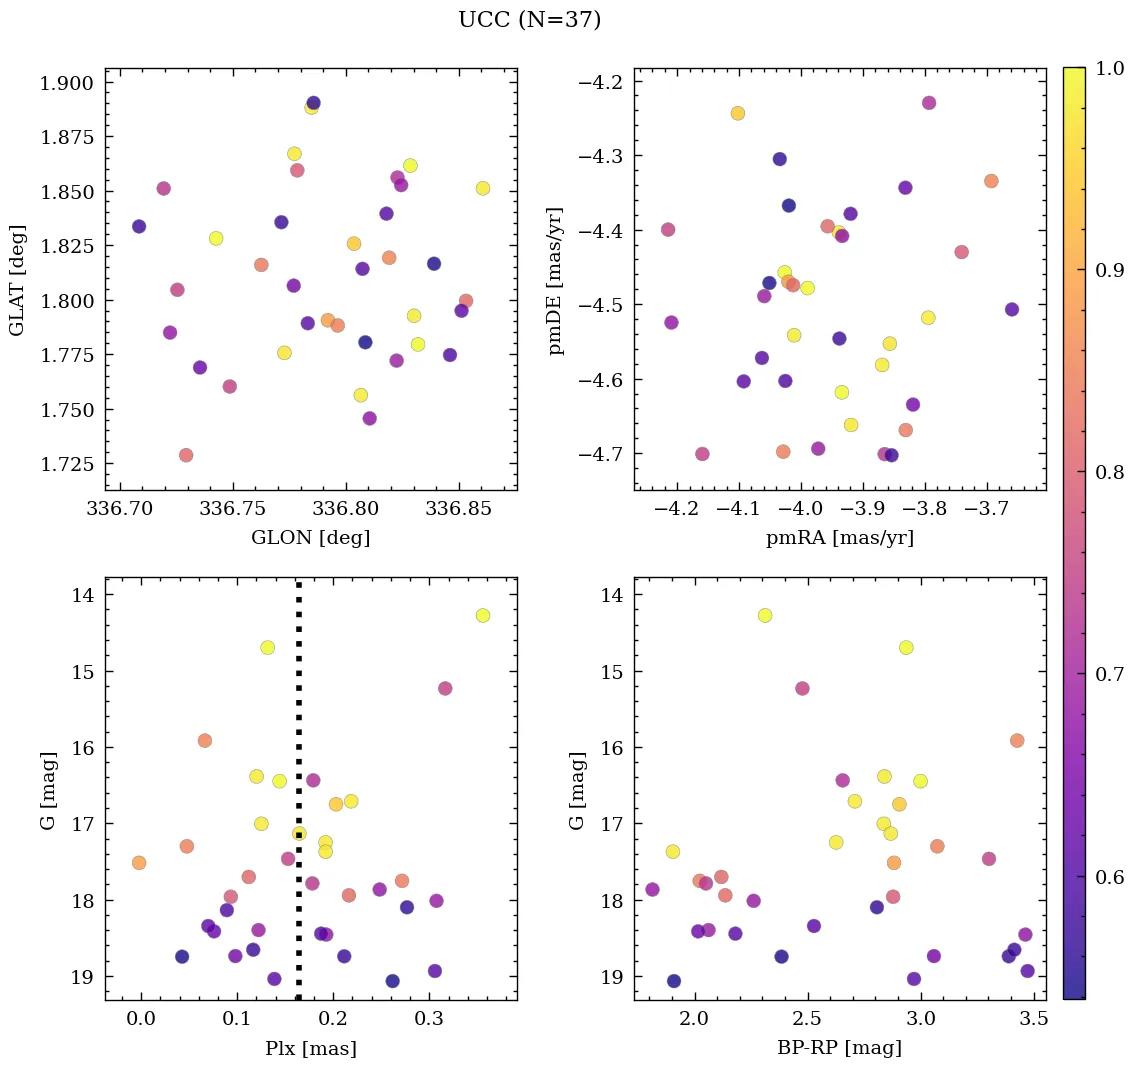 UCC (N=37)
1.900
1.875
1.850
1.825
1.800
1.775
1.750
1.725
GLAT [deg]
336.70 336.75 336.80 336.85
GLON [deg]
−4.2
−4.3
−4.4
−4.5
−4.6
−4.7
pmDE [mas/yr]
−4.2 −4.1 −4.0 −3.9 −3.8 −3.7
pmRA [mas/yr]
14
15
16
17
18
19
G [mag]
0.0 0.1 0.2 0.3
Plx [mas]
14
15
16
17
18
19
G [mag]
2.0 2.5 3.0 3.5
BP-RP [mag]
1.0
0.9
0.8
0.7
0.6